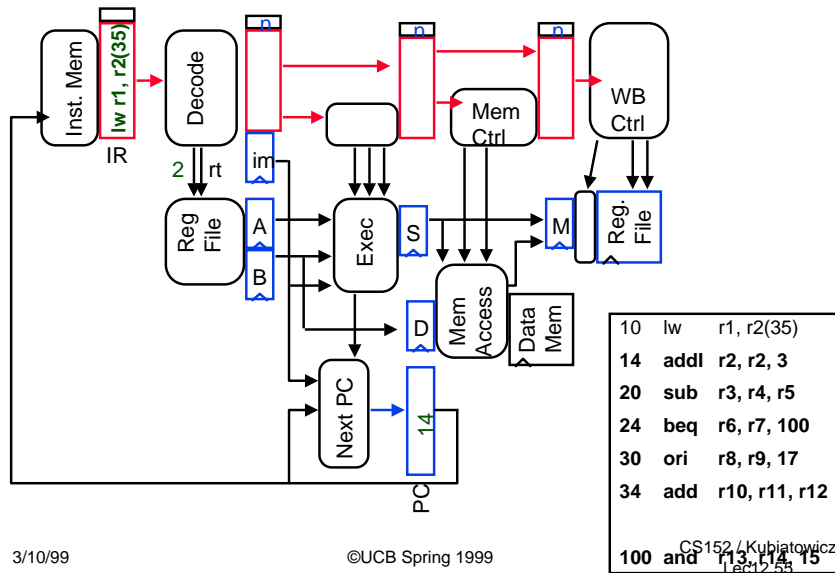 n
n
n
Inst. Mem
lw r1, r2(35)
Decode
Mem
Ctrl
WB
Ctrl
IR
2
rt
im
Reg
File
A
B
Exec
S
M
Reg.
File
D
Mem
Access
Data
Mem
Next PC
14
PC
10 lw r1, r2(35)
14 addI r2, r2, 3
20 sub r3, r4, r5
24 beq r6, r7, 100
30 ori r8, r9, 17
34 add r10, r11, r12
100 and r13, r14, 15
3/10/99
©UCB Spring 1999
CS152 / Kubiatowicz
Lec12.55